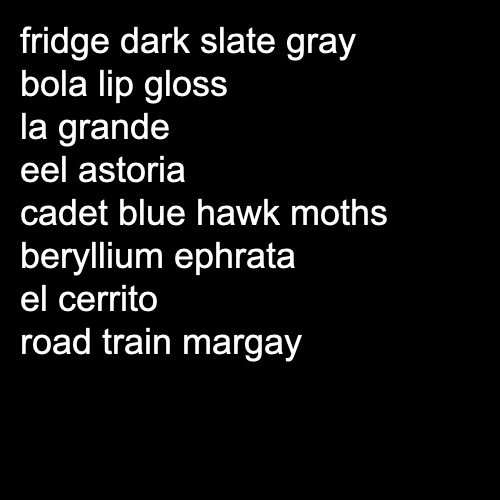 fridge dark slate gray
bola lip gloss
la grande
eel astoria
cadet blue hawk moths
beryllium ephrata
el cerrito
road train margay